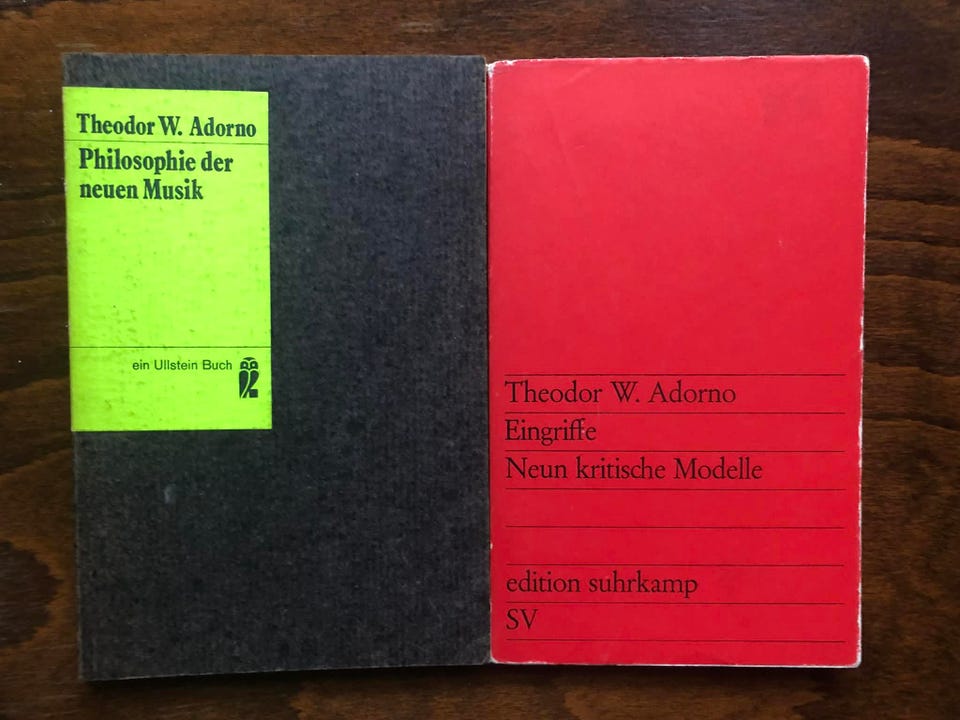 Theodor W. Adorno
Philosophie der
neuen Musik
ein Ullstein Buch
Theodor W. Adorno
Eingriffe
Neun kritische Modelle
edition suhrkamp
SV